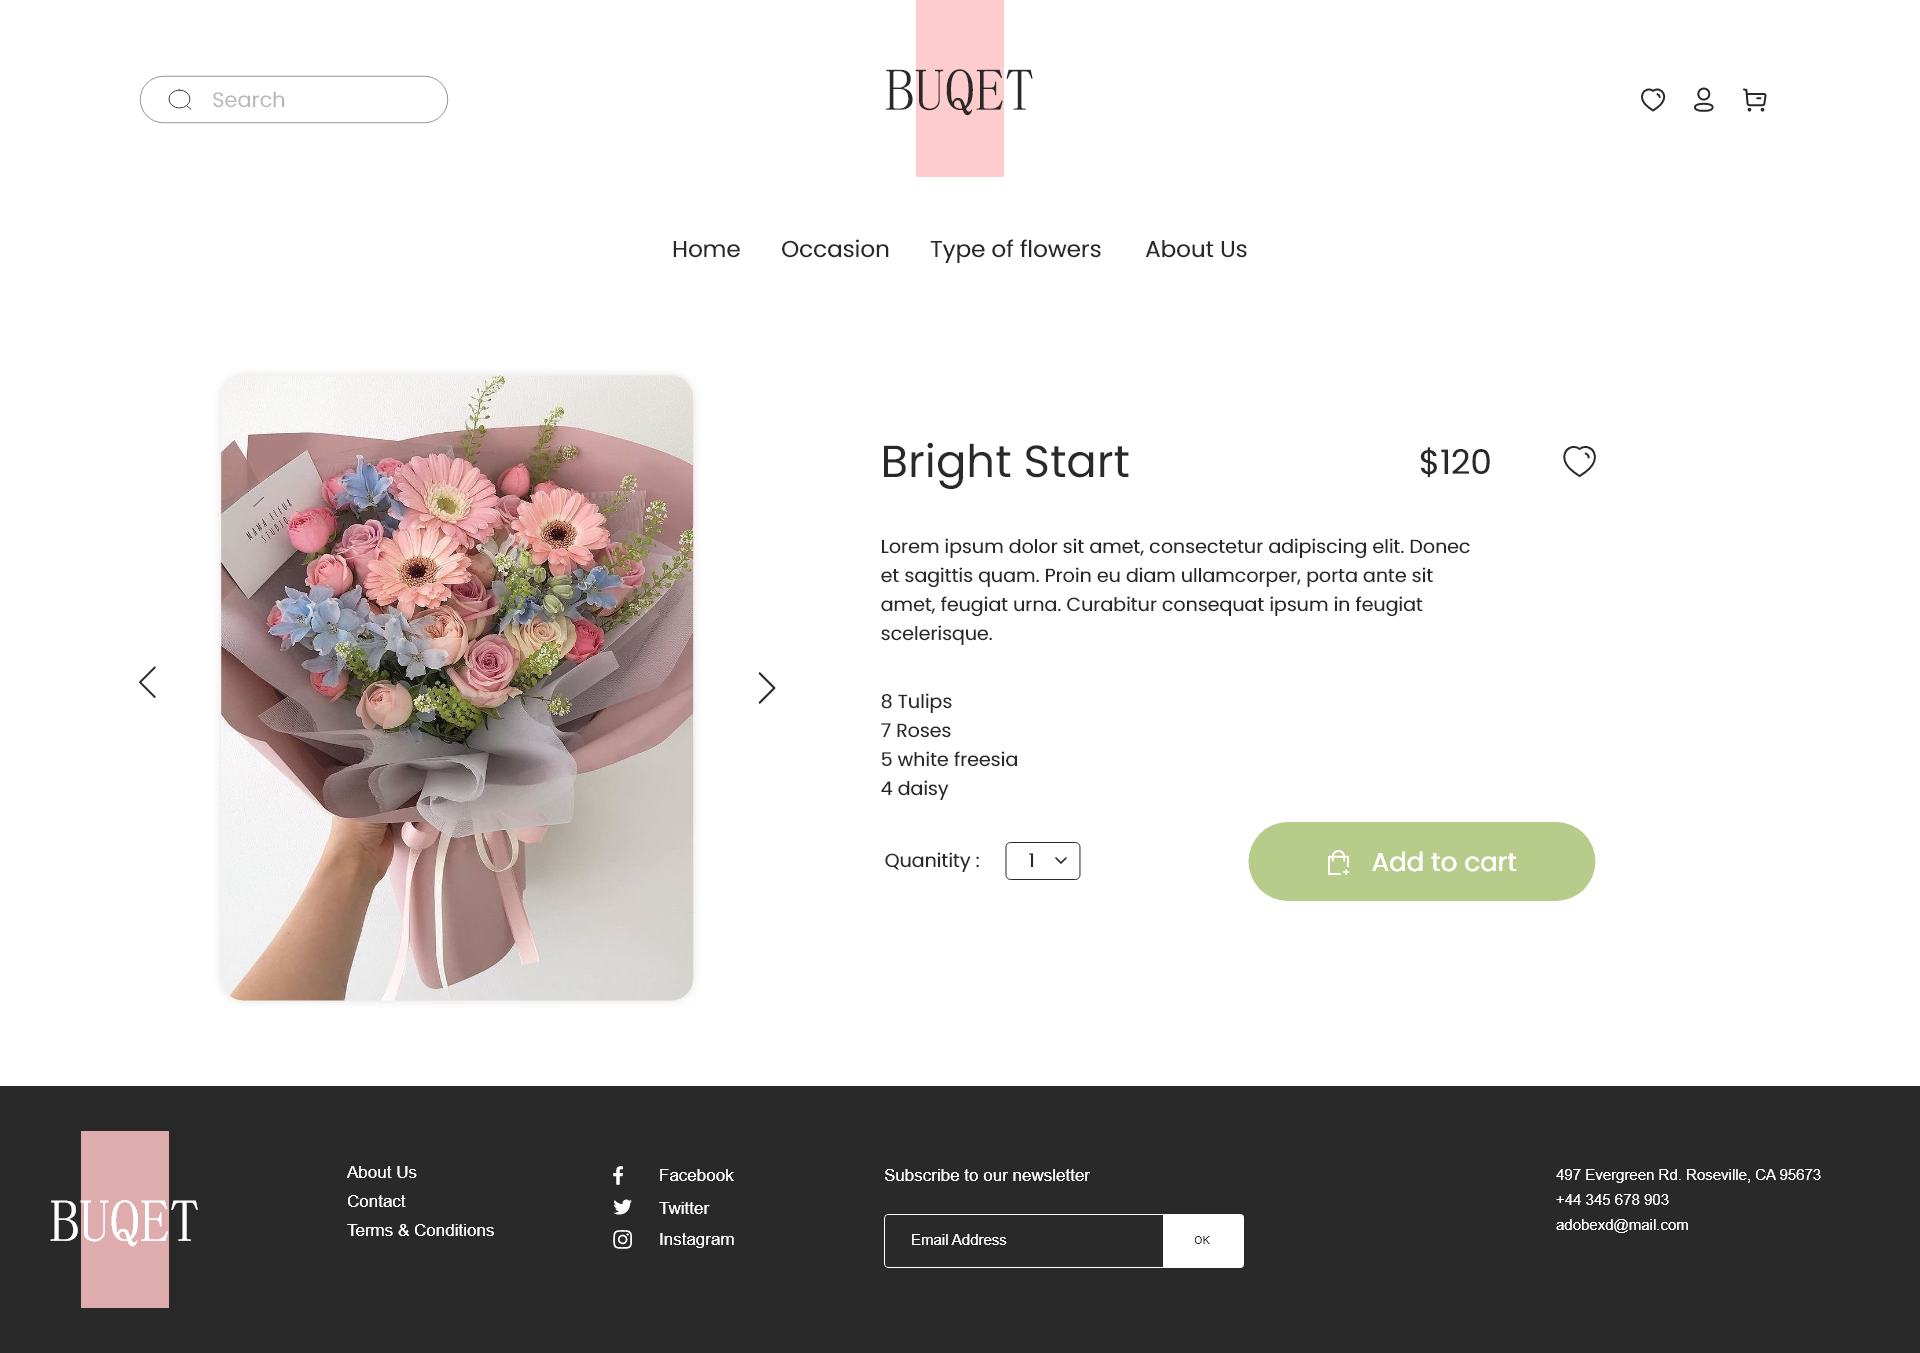 Search
BUQET
Home
Occasion
Type of flowers
About Us
MAMA LILUA
STUDIO
Bright Start
$120
Lorem ipsum dolor sit amet, consectetur adipiscing elit. Donec
et sagittis quam. Proin eu diam ullamcorper, porta ante sit
amet, feugiat urna. Curabitur consequat ipsum in feugiat
scelerisque.
8 Tulips
7 Roses
5 white freesia
4 daisy
Quanitity :
1
Add to cart
BUQET
About Us
Contact
Terms & Conditions
Facebook
Twitter
Instagram
Subscribe to our newsletter
Email Address
OK
497 Evergreen Rd. Roseville, CA 95673
+44 345 678 903
adobexd@mail.com